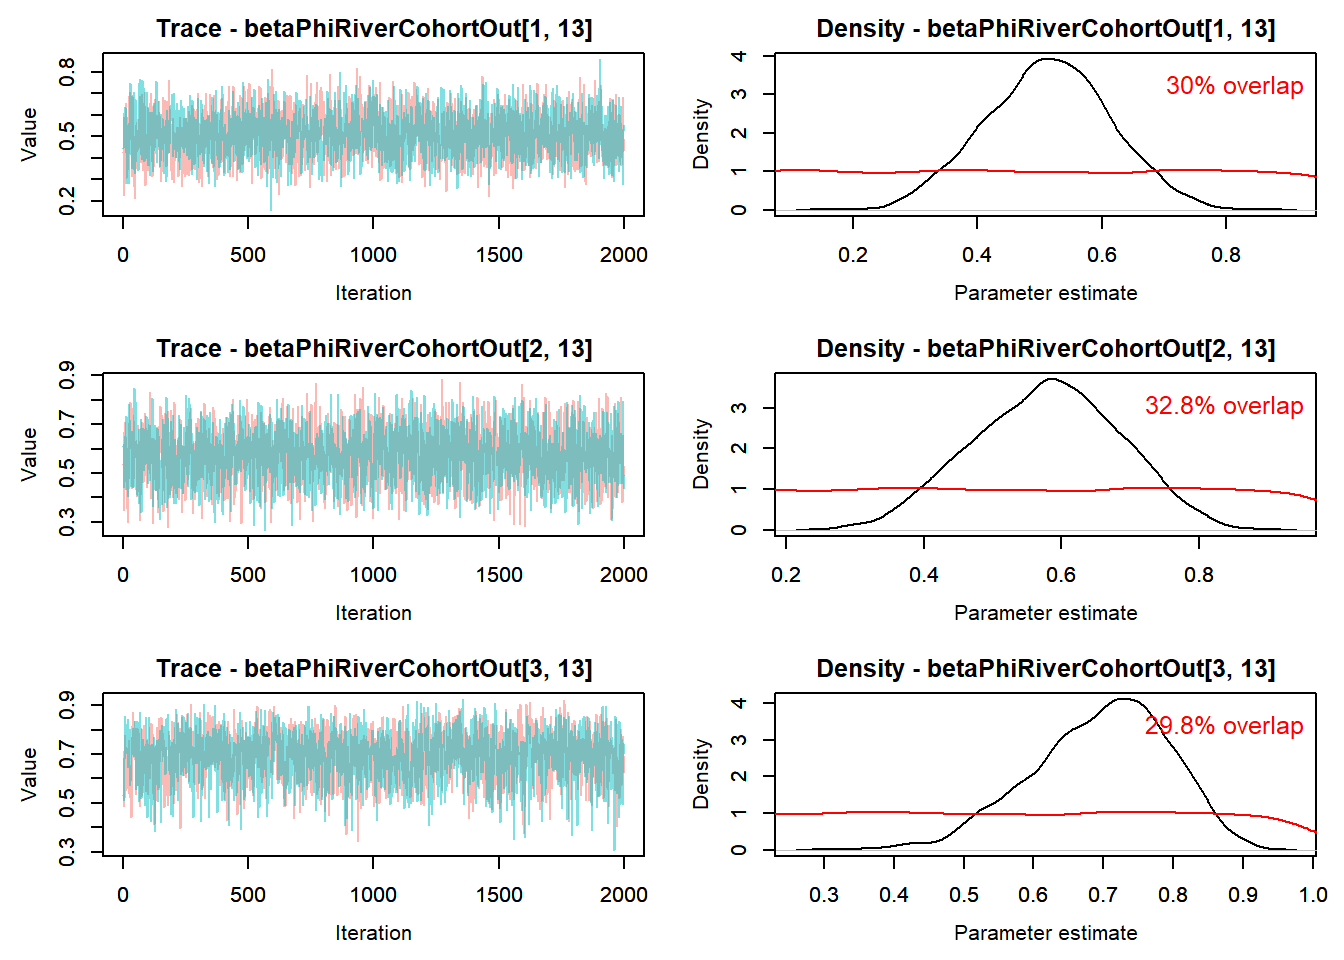 Trace - betaPhiRiverCohortOut[1, 13]
Value
0.2 0.5 0.8
0 500 1000 1500 2000
Iteration
Density - betaPhiRiverCohortOut[1, 13]
30% overlap
Density
0 1 2 3 4
0.2 0.4 0.6 0.8
Parameter estimate
Trace - betaPhiRiverCohortOut[2, 13]
Value
0.3 0.5 0.7 0.9
0 500 1000 1500 2000
Iteration
Density - betaPhiRiverCohortOut[2, 13]
32.8% overlap
Density
0 1 2 3
0.2 0.4 0.6 0.8
Parameter estimate
Trace - betaPhiRiverCohortOut[3, 13]
Value
0.3 0.5 0.7 0.9
0 500 1000 1500 2000
Iteration
Density - betaPhiRiverCohortOut[3, 13]
29.8% overlap
Density
0 1 2 3 4
0.3 0.4 0.5 0.6 0.7 0.8 0.9 1.0
Parameter estimate